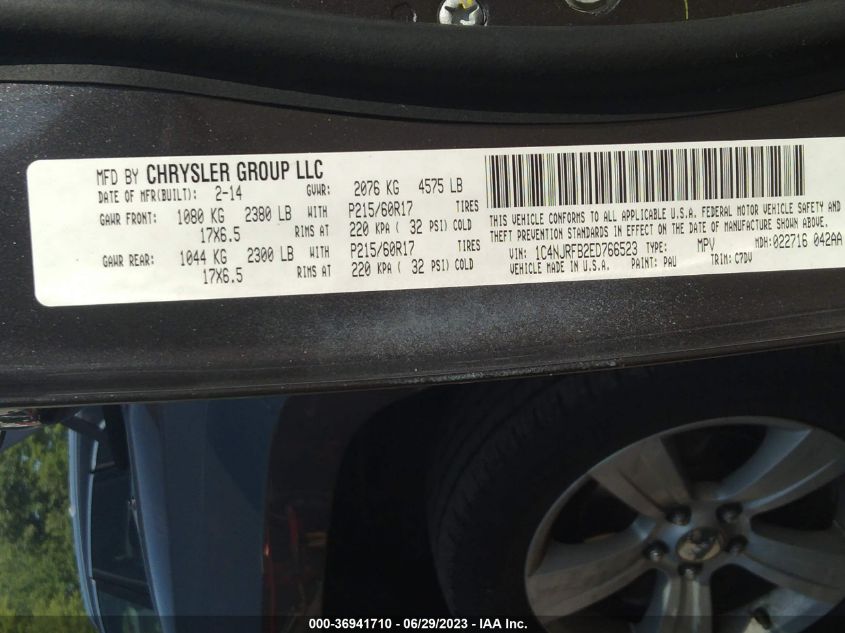 MFD BY CHRYSLER GROUP LLC
DATE OF MFR(BUILT): 2-14 GVWR: 2076 KG 4575 LB
GAWR FRONT: 1080 KG 2380 LB WITH P215/60R17 TIRES
17X6.5 RIMS AT 220 KPA ( 32 PSI) COLD
GAWR REAR: 1044 KG 2300 LB WITH P215/60R17 TIRES
17X6.5 RIMS AT 220 KPA ( 32 PSI) COLD
THIS VEHICLE CONFORMS TO ALL APPLICABLE U.S.A. FEDERAL MOTOR VEHICLE SAFETY AND
THEFT PREVENTION STANDARDS IN EFFECT ON THE DATE OF MANUFACTURE SHOWN ABOVE.
VIN: 1C4NJRFB2ED766523 TYPE: MPV MDH: 022716 042AA
VEHICLE MADE IN U.S.A. PAINT: PAU TRIM: C7DV
000-36941710 - 06/29/2023 - IAA Inc.